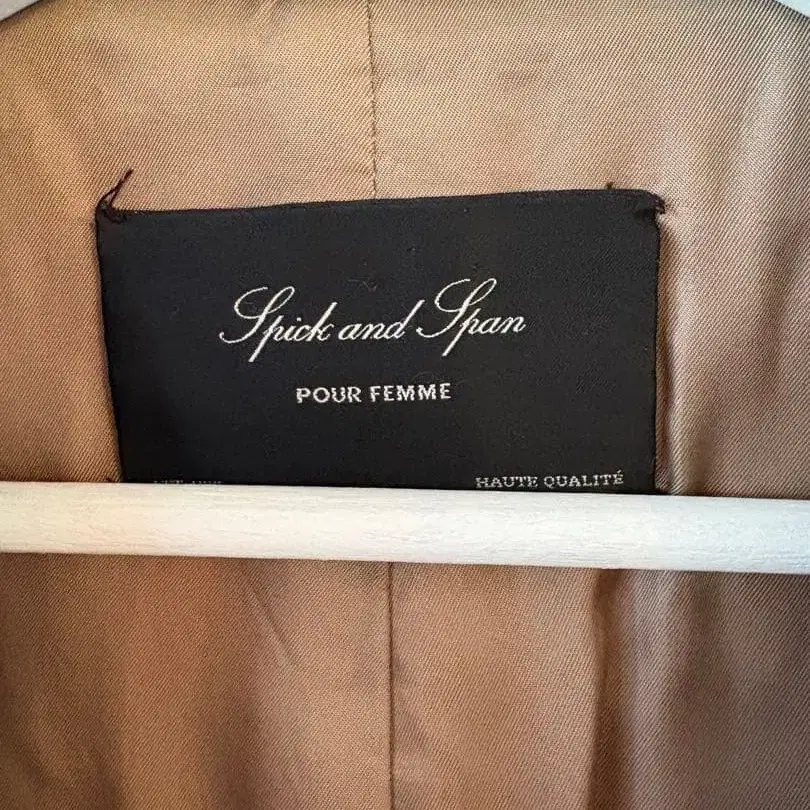 Spick and Span
POUR FEMME
HAUTE QUALITÉ